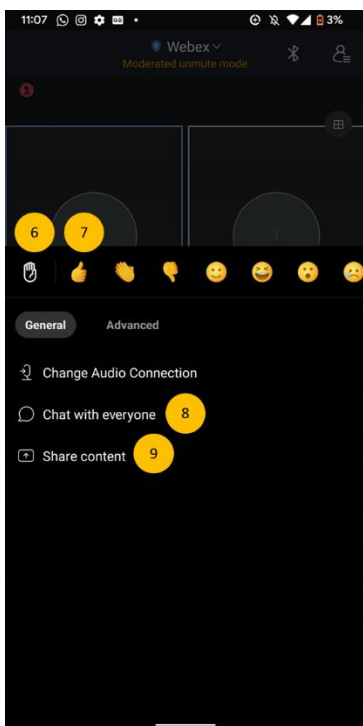 11:07 3%
Webex
Moderated unmute mode
6 7
General Advanced
Change Audio Connection
Chat with everyone 8
Share content 9